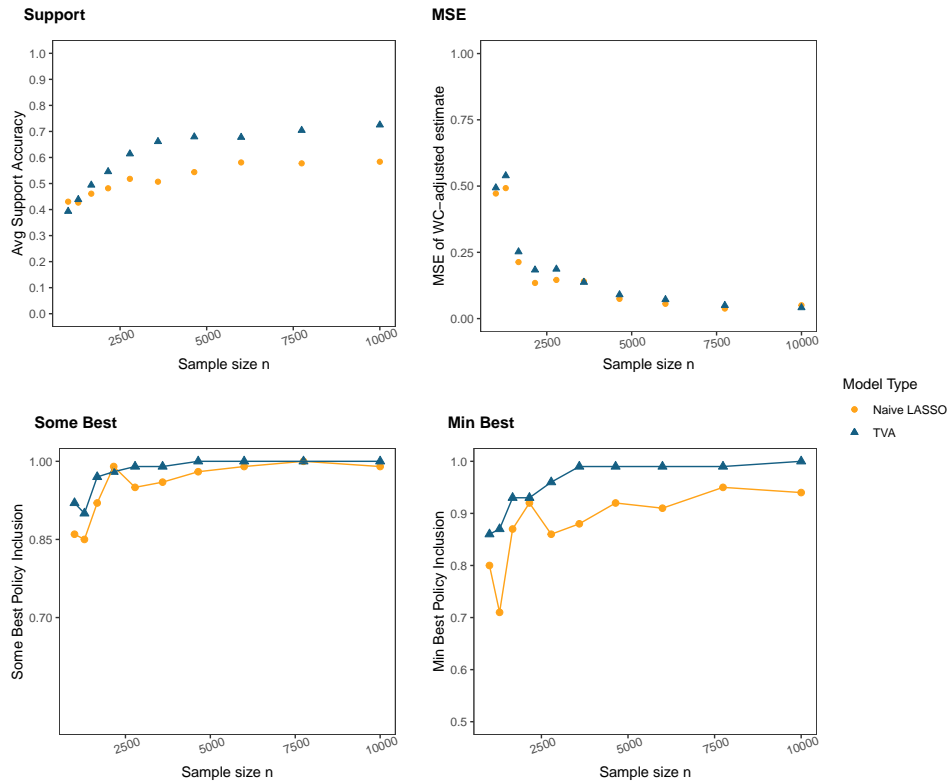 Support
Avg Support Accuracy
1.0
0.9
0.8
0.7
0.6
0.5
0.4
0.3
0.2
0.1
0.0
2500
5000
7500
10000
Sample size n
MSE
MSE of WC−adjusted estimate
1.00
0.75
0.50
0.25
0.00
2500
5000
7500
10000
Sample size n
Some Best
Some Best Policy Inclusion
1.00
0.85
0.70
2500
5000
7500
10000
Sample size n
Min Best
Min Best Policy Inclusion
1.0
0.9
0.8
0.7
0.6
0.5
2500
5000
7500
10000
Sample size n
Model Type
Naive LASSO
TVA